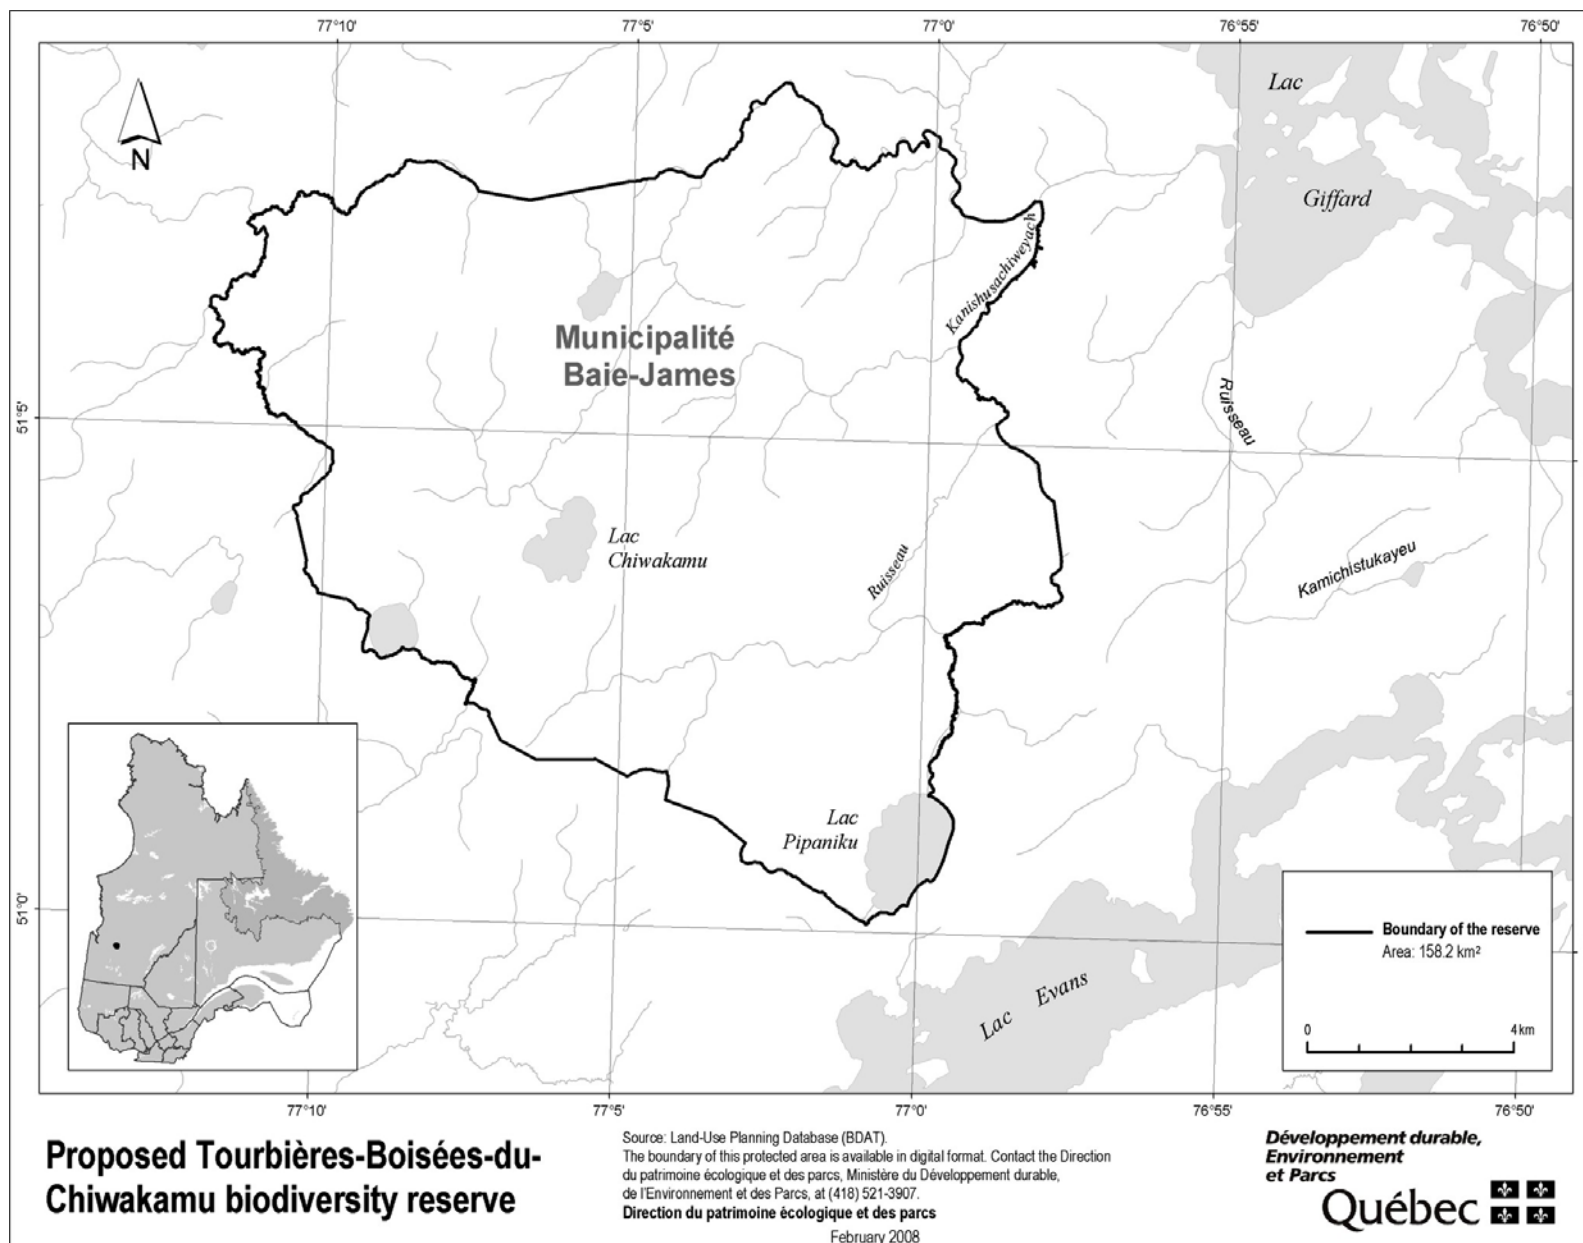 77°10'
77°5'
77°0'
76°55'
76°50'
N
Lac
Giffard
Kanishusachiweyach
Municipalité
Baie-James
51°5'
Ruisseau
Lac
Chiwakamu
Ruisseau
Kamichistukayeu
Lac
Pipaniku
51°0'
Lac Evans
Boundary of the reserve
Area: 158.2 km²
0
4 km
77°10'
77°5'
77°0'
76°55'
76°50'
Proposed Tourbières-Boisées-du-
Chiwakamu biodiversity reserve
Source: Land-Use Planning Database (BDAT).
The boundary of this protected area is available in digital format. Contact the Direction
du patrimoine écologique et des parcs, Ministère du Développement durable,
de l'Environnement et des Parcs, at (418) 521-3907.
Direction du patrimoine écologique et des parcs
February 2008
Développement durable,
Environnement
et Parcs
Québec